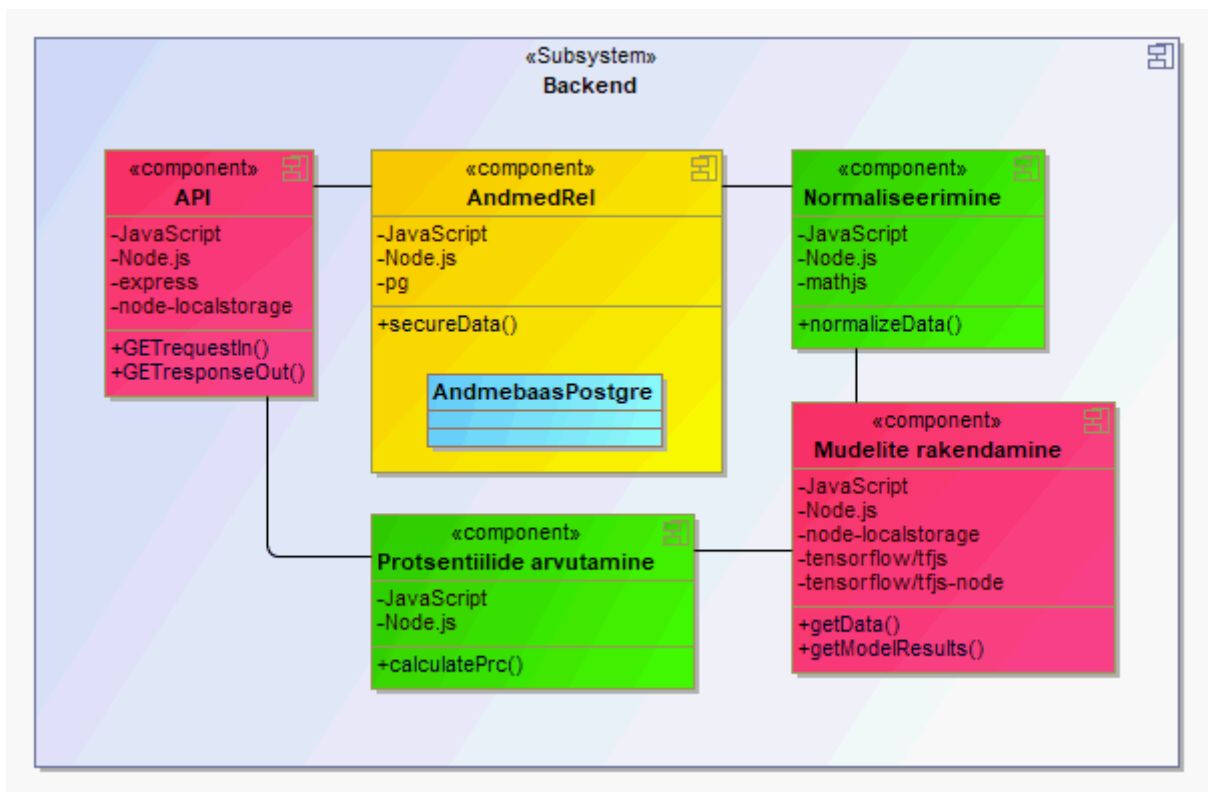 «Subsystem»
Backend
«component»
API
-JavaScript
-Node.js
-express
-node-localstorage
+GETrequestIn()
+GETresponseOut()
«component»
AndmedRel
-JavaScript
-Node.js
-pg
+secureData()
AndmebaasPostgre
«component»
Normaliseerimine
-JavaScript
-Node.js
-mathjs
+normalizeData()
«component»
Mudelite rakendamine
-JavaScript
-Node.js
-node-localstorage
-tensorflow/tfjs
-tensorflow/tfjs-node
+getData()
+getModelResults()
«component»
Protsentiilide arvutamine
-JavaScript
-Node.js
+calculatePrc()